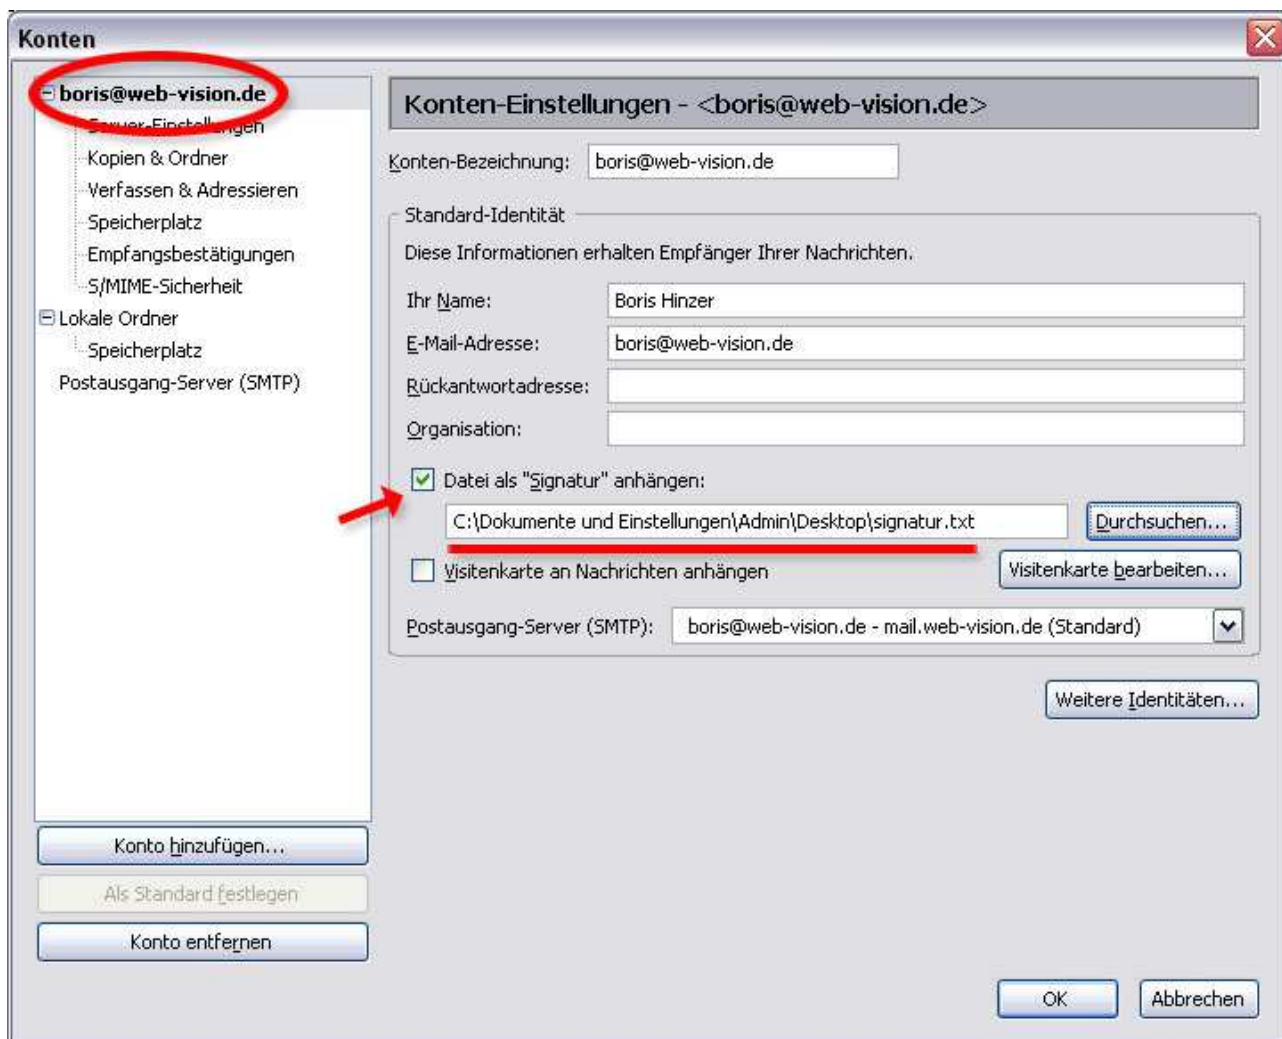 Konten
boris@web-vision.de
Server-Einstellungen
Kopien & Ordner
Verfassen & Adressieren
Speicherplatz
Empfangsbestätigungen
S/MIME-Sicherheit
Lokale Ordner
Speicherplatz
Postausgang-Server (SMTP)
Konto hinzufügen...
Als Standard festlegen
Konto entfernen
Konten-Einstellungen - <boris@web-vision.de>
Konten-Bezeichnung: boris@web-vision.de
Standard-Identität
Diese Informationen erhalten Empfänger Ihrer Nachrichten.
Ihr Name: Boris Hinzer
E-Mail-Adresse: boris@web-vision.de
Rückantwortadresse:
Organisation:
Datei als "Signatur" anhängen:
C:\Dokumente und Einstellungen\Admin\Desktop\signatur.txt Durchsuchen...
Visitenkarte an Nachrichten anhängen Visitenkarte bearbeiten...
Postausgang-Server (SMTP): boris@web-vision.de - mail.web-vision.de (Standard)
Weitere Identitäten...
OK Abbrechen